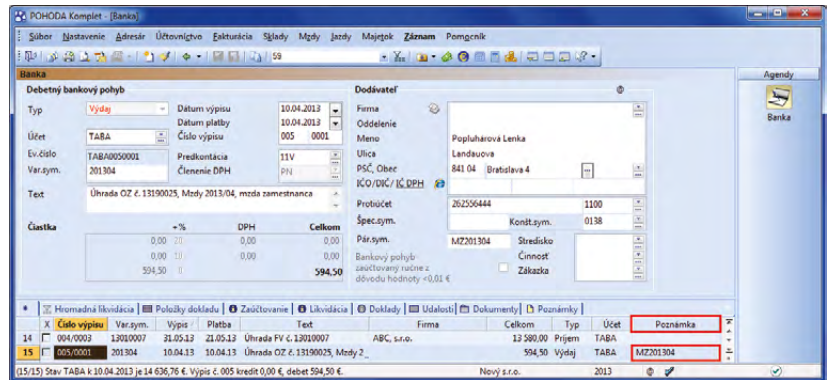 POHODA Komplet - [Banka]
Súbor Nastavenie Adresár Účtovníctvo Fakturácia Sklady Mzdy Jazdy Majetok Záznam Pomocník
59
Banka
Agendy
Banka
Debetný bankový pohyb
Dodávateľ
Typ Výdaj Dátum výpisu 10.04.2013 Firma
Dátum platby 10.04.2013 Oddelenie
Účet TABA Číslo výpisu 005 0001 Meno Popluhárová Lenka
Ev.číslo TABA0050001 Predkontácia 11V Ulica Landauova
Var.sym. 201304 Členenie DPH PN PSČ, Obec 841 04 Bratislava 4
IČO/DIČ/ IČ DPH
Text Úhrada OZ č. 13190025, Mzdy 2013/04, mzda zamestnanca
Protiúčet 262556444 1100
Špec.sym. Konšt.sym. 0138
Čiastka +% DPH Celkom
Pár.sym. MZ201304 Stredisko
0,00 20 0,00 0,00
Bankový pohyb zaúčtovaný ručne z dôvodu hodnoty <0,01 €
Činnosť
0,00 10 0,00 0,00
Zákazka
594,50 0 594,50
* Hromadná likvidácia Položky dokladu Zaúčtovanie Likvidácia Doklady Udalosti Dokumenty Poznámky
X Číslo výpisu Var.sym. Výpis Platba Text Firma Celkom Typ Účet Poznámka
14 004/0003 13010007 31.05.13 21.05.13 Úhrada FV č. 13010007 ABC, s.r.o. 13 580,00 Príjem TABA
15 005/0001 201304 10.04.13 10.04.13 Úhrada OZ č. 13190025, Mzdy 2_ 594,50 Výdaj TABA MZ201304
(15/15) Stav TABA k 10.04.2013 je 14 636,76 €. Výpis č. 005 kredit 0,00 €, debet 594,50 €. Nový s.r.o. 2013 @